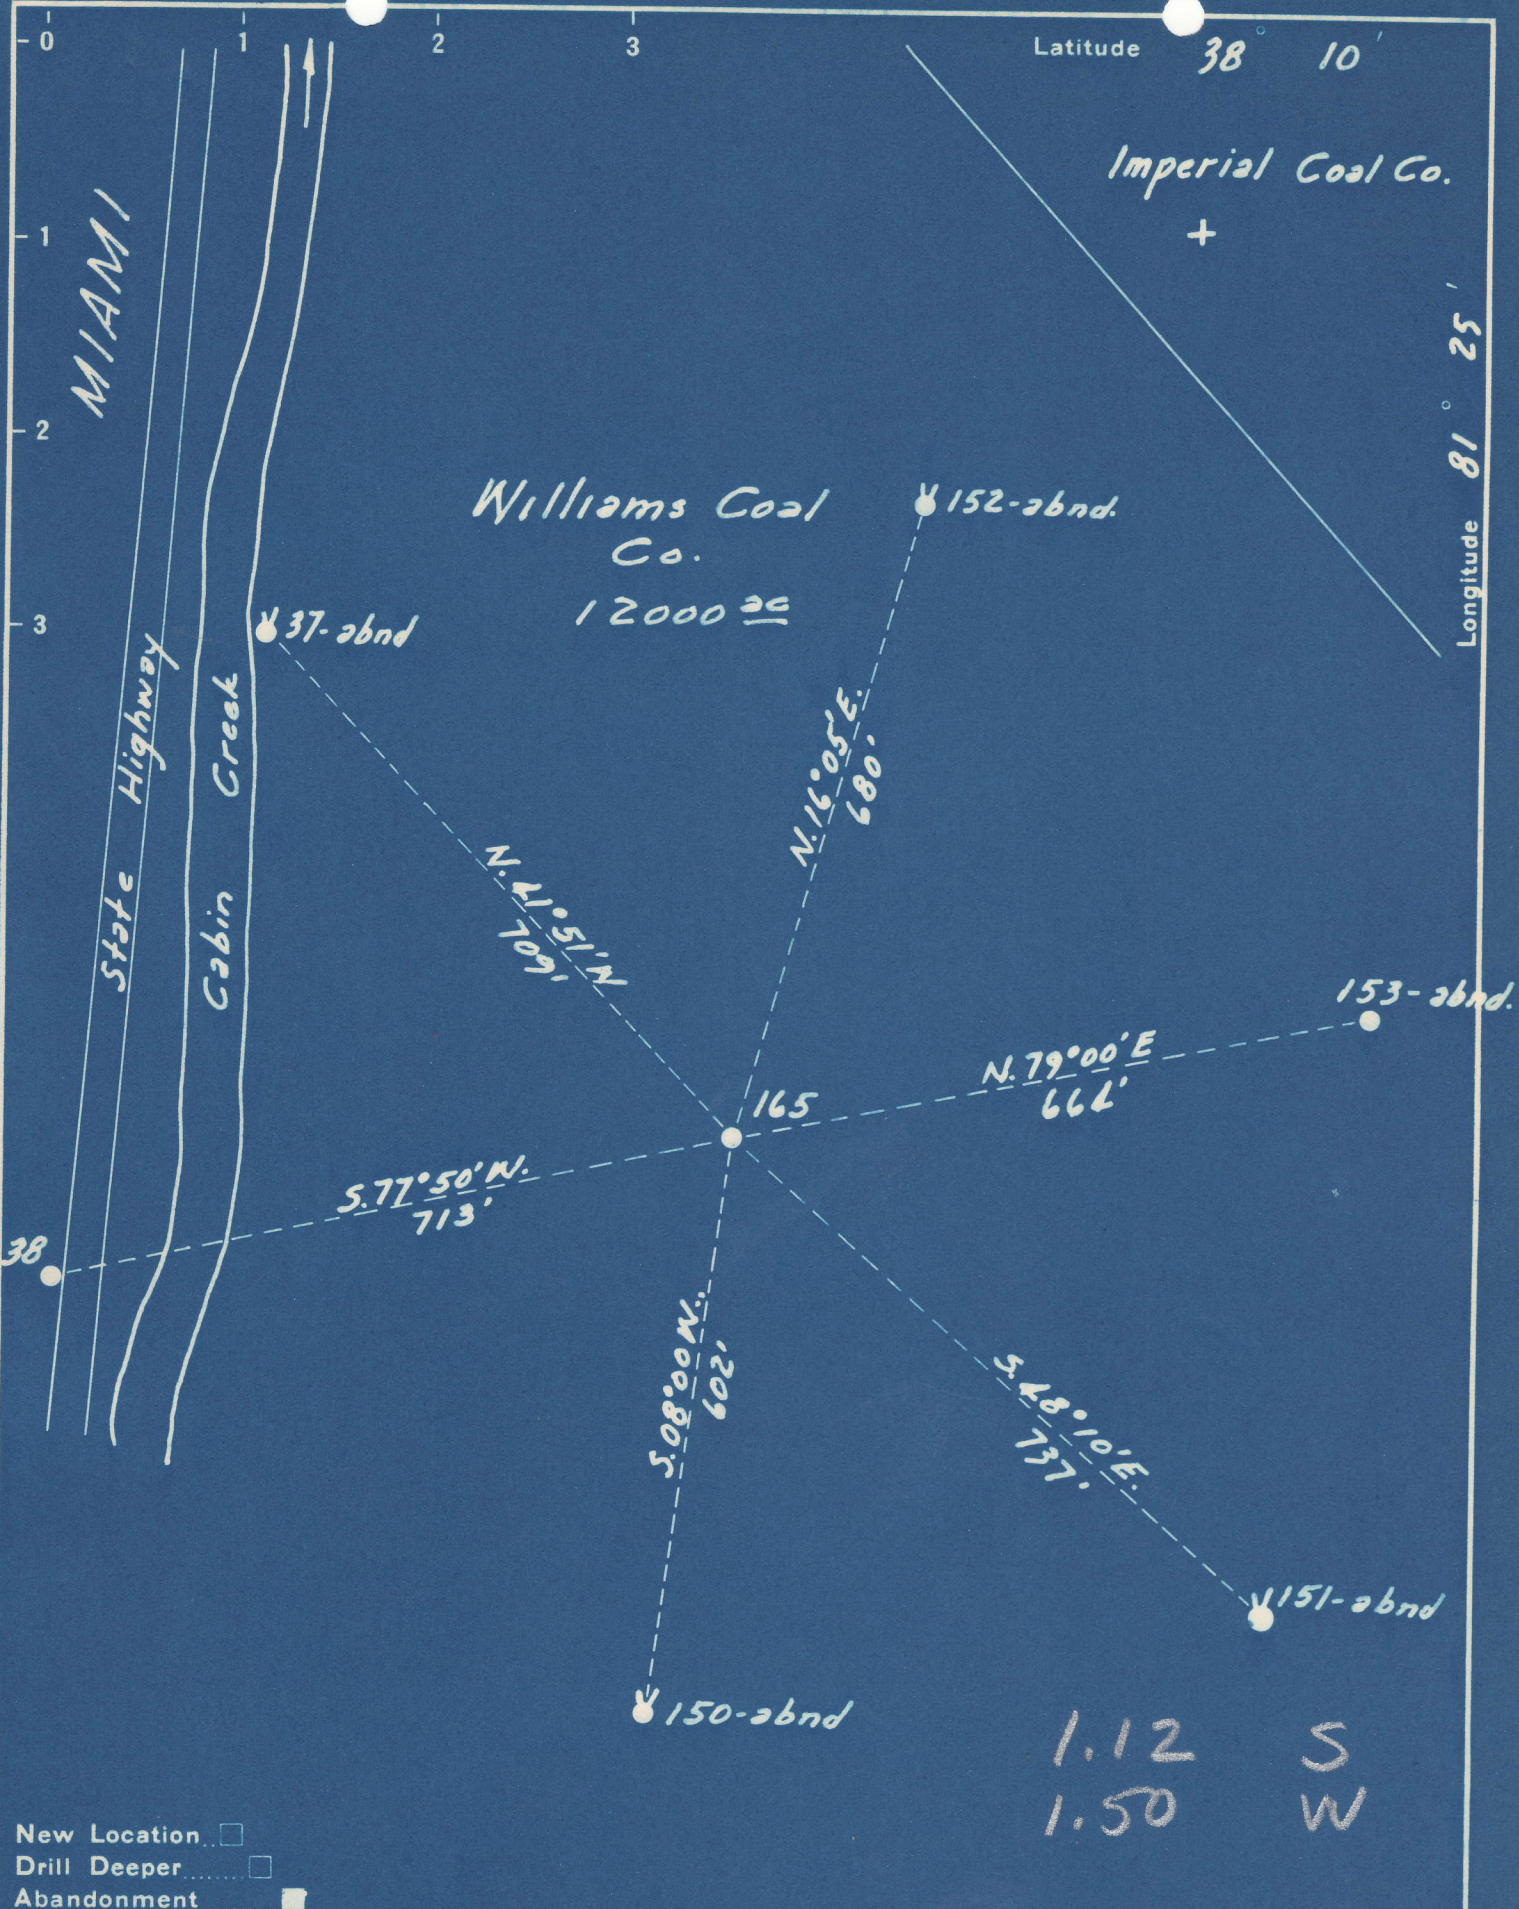 0 1 2 3
Latitude 38° 10'
Imperial Coal Co.
+
1
MIAMI
Longitude 81° 25'
2
Williams Coal
Co.
12000 ac
152-abnd.
3
37-abnd
State Highway
Cabin Creek
N. 16° 05' E.
680'
N. 41° 51' W
709'
153-abnd.
N. 79° 00' E
664'
165
S. 77° 50' W.
713'
38
S. 08° 00 W.
602'
S. 48° 10' E.
737'
151-abnd
150-abnd
1.12 S
1.50 W
New Location
Drill Deeper
Abandonment